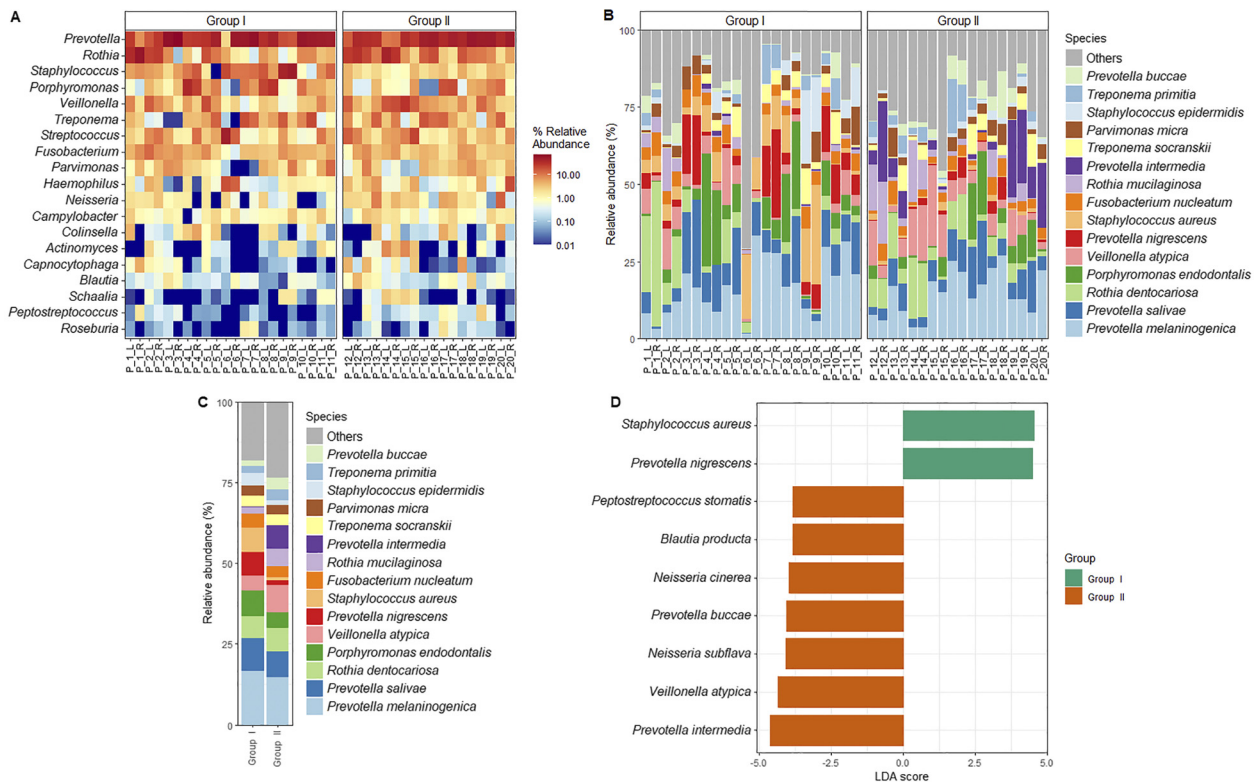 A
Group I
Group II
Prevotella
Rothia
Staphylococcus
Porphyromonas
Veillonella
Treponema
Streptococcus
Fusobacterium
Parvimonas
Haemophilus
Neisseria
Campylobacter
Colinsella
Actinomyces
Capnocytophaga
Blautia
Schaalia
Peptostreptococcus
Roseburia
% Relative
Abundance
10.00
1.00
0.10
0.01
B
Group I
Group II
Relative abundance (%)
100
75
50
25
0
Species
Others
Prevotella buccae
Treponema primitia
Staphylococcus epidermidis
Parvimonas micra
Treponema socranskii
Prevotella intermedia
Rothia mucilaginosa
Fusobacterium nucleatum
Staphylococcus aureus
Prevotella nigrescens
Veillonella atypica
Porphyromonas endodontalis
Rothia dentocariosa
Prevotella salivae
Prevotella melaninogenica
C
Relative abundance (%)
100
75
50
25
0
Group I
Group II
Species
Others
Prevotella buccae
Treponema primitia
Staphylococcus epidermidis
Parvimonas micra
Treponema socranskii
Prevotella intermedia
Rothia mucilaginosa
Fusobacterium nucleatum
Staphylococcus aureus
Prevotella nigrescens
Veillonella atypica
Porphyromonas endodontalis
Rothia dentocariosa
Prevotella salivae
Prevotella melaninogenica
D
Staphylococcus aureus
Prevotella nigrescens
Peptostreptococcus stomatis
Blautia producta
Neisseria cinerea
Prevotella buccae
Neisseria subflava
Veillonella atypica
Prevotella intermedia
-5.0
-2.5
0.0
2.5
5.0
LDA score
Group
Group I
Group II